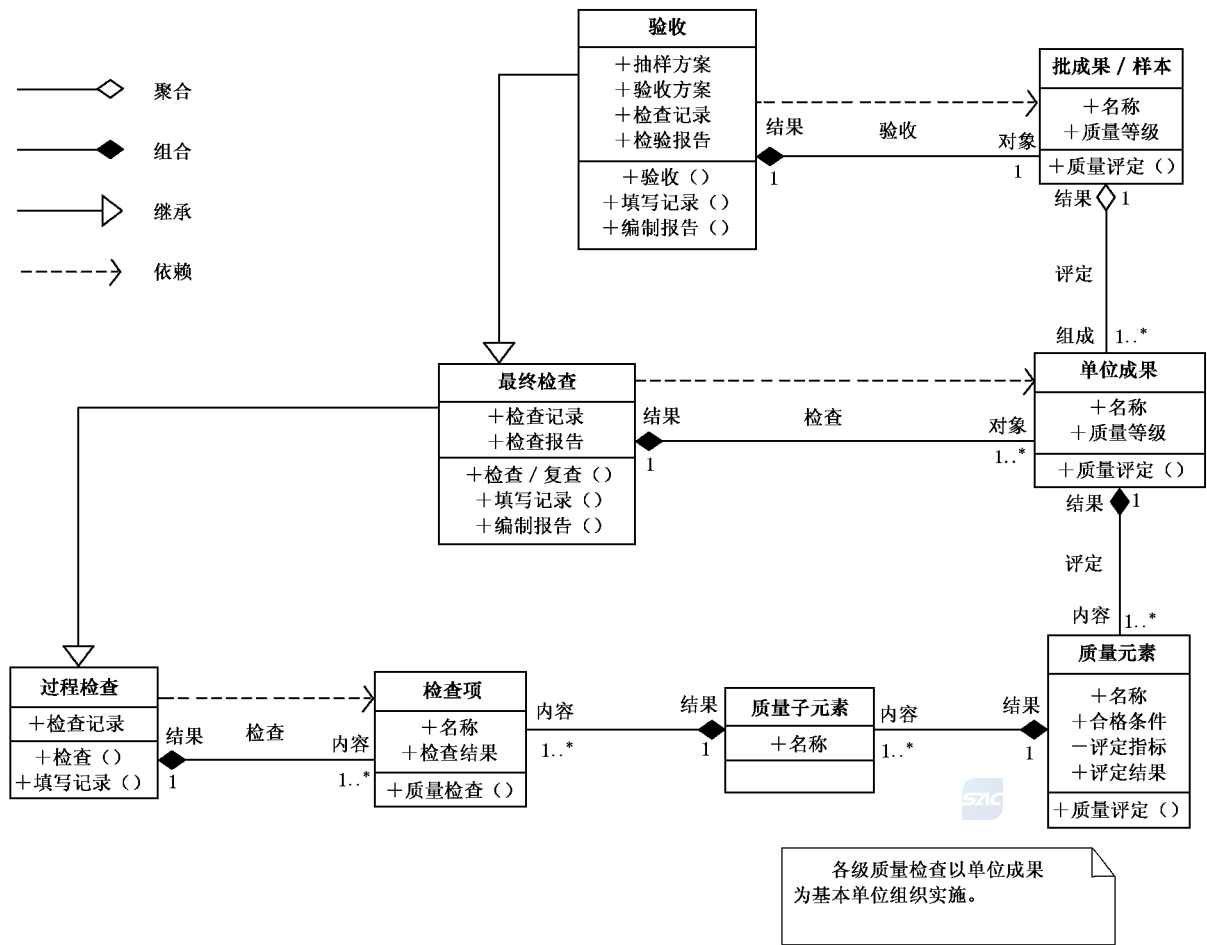 聚合
组合
继承
依赖
验收
＋抽样方案
＋验收方案
＋检查记录
＋检验报告
＋验收（）
＋填写记录（）
＋编制报告（）
结果
验收
对象
1
1
批成果／样本
＋名称
＋质量等级
＋质量评定（）
结果
1
评定
组成
1..*
最终检查
＋检查记录
＋检查报告
＋检查／复查（）
＋填写记录（）
＋编制报告（）
结果
检查
对象
1
1..*
单位成果
＋名称
＋质量等级
＋质量评定（）
结果
1
评定
内容
1..*
过程检查
＋检查记录
＋检查（）
＋填写记录（）
结果
检查
内容
1
1..*
检查项
＋名称
＋检查结果
＋质量检查（）
内容
1..*
结果
1
质量子元素
＋名称
内容
1..*
结果
1
质量元素
＋名称
＋合格条件
－评定指标
＋评定结果
＋质量评定（）
SAC
各级质量检查以单位成果
为基本单位组织实施。